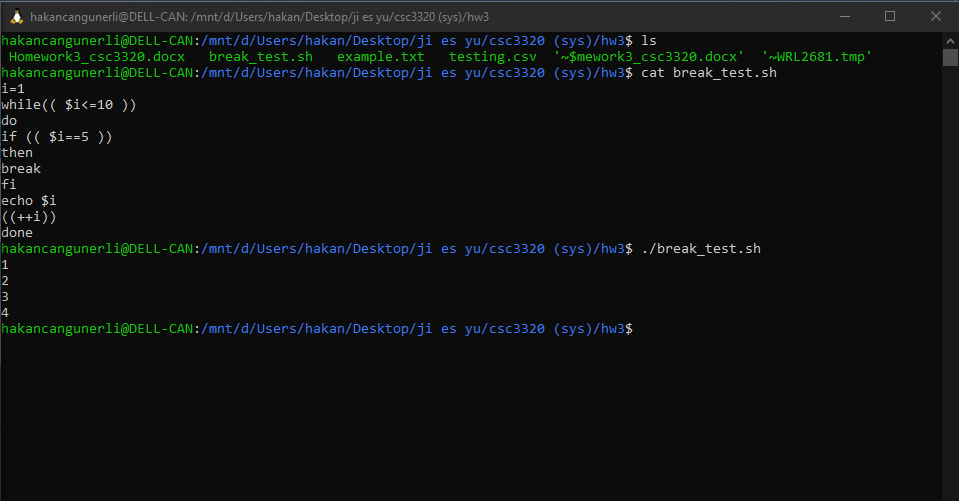 hakancangunerli@DELL-CAN: /mnt/d/Users/hakan/Desktop/ji es yu/csc3320 (sys)/hw3
hakancangunerli@DELL-CAN:/mnt/d/Users/hakan/Desktop/ji es yu/csc3320 (sys)/hw3$ ls
 Homework3_csc3320.docx   break_test.sh   example.txt   testing.csv  '~$mework3_csc3320.docx'  '~WRL2681.tmp'
hakancangunerli@DELL-CAN:/mnt/d/Users/hakan/Desktop/ji es yu/csc3320 (sys)/hw3$ cat break_test.sh
i=1
while(( $i<=10 ))
do
if (( $i==5 ))
then
break
fi
echo $i
((++i))
done
hakancangunerli@DELL-CAN:/mnt/d/Users/hakan/Desktop/ji es yu/csc3320 (sys)/hw3$ ./break_test.sh
1
2
3
4
hakancangunerli@DELL-CAN:/mnt/d/Users/hakan/Desktop/ji es yu/csc3320 (sys)/hw3$